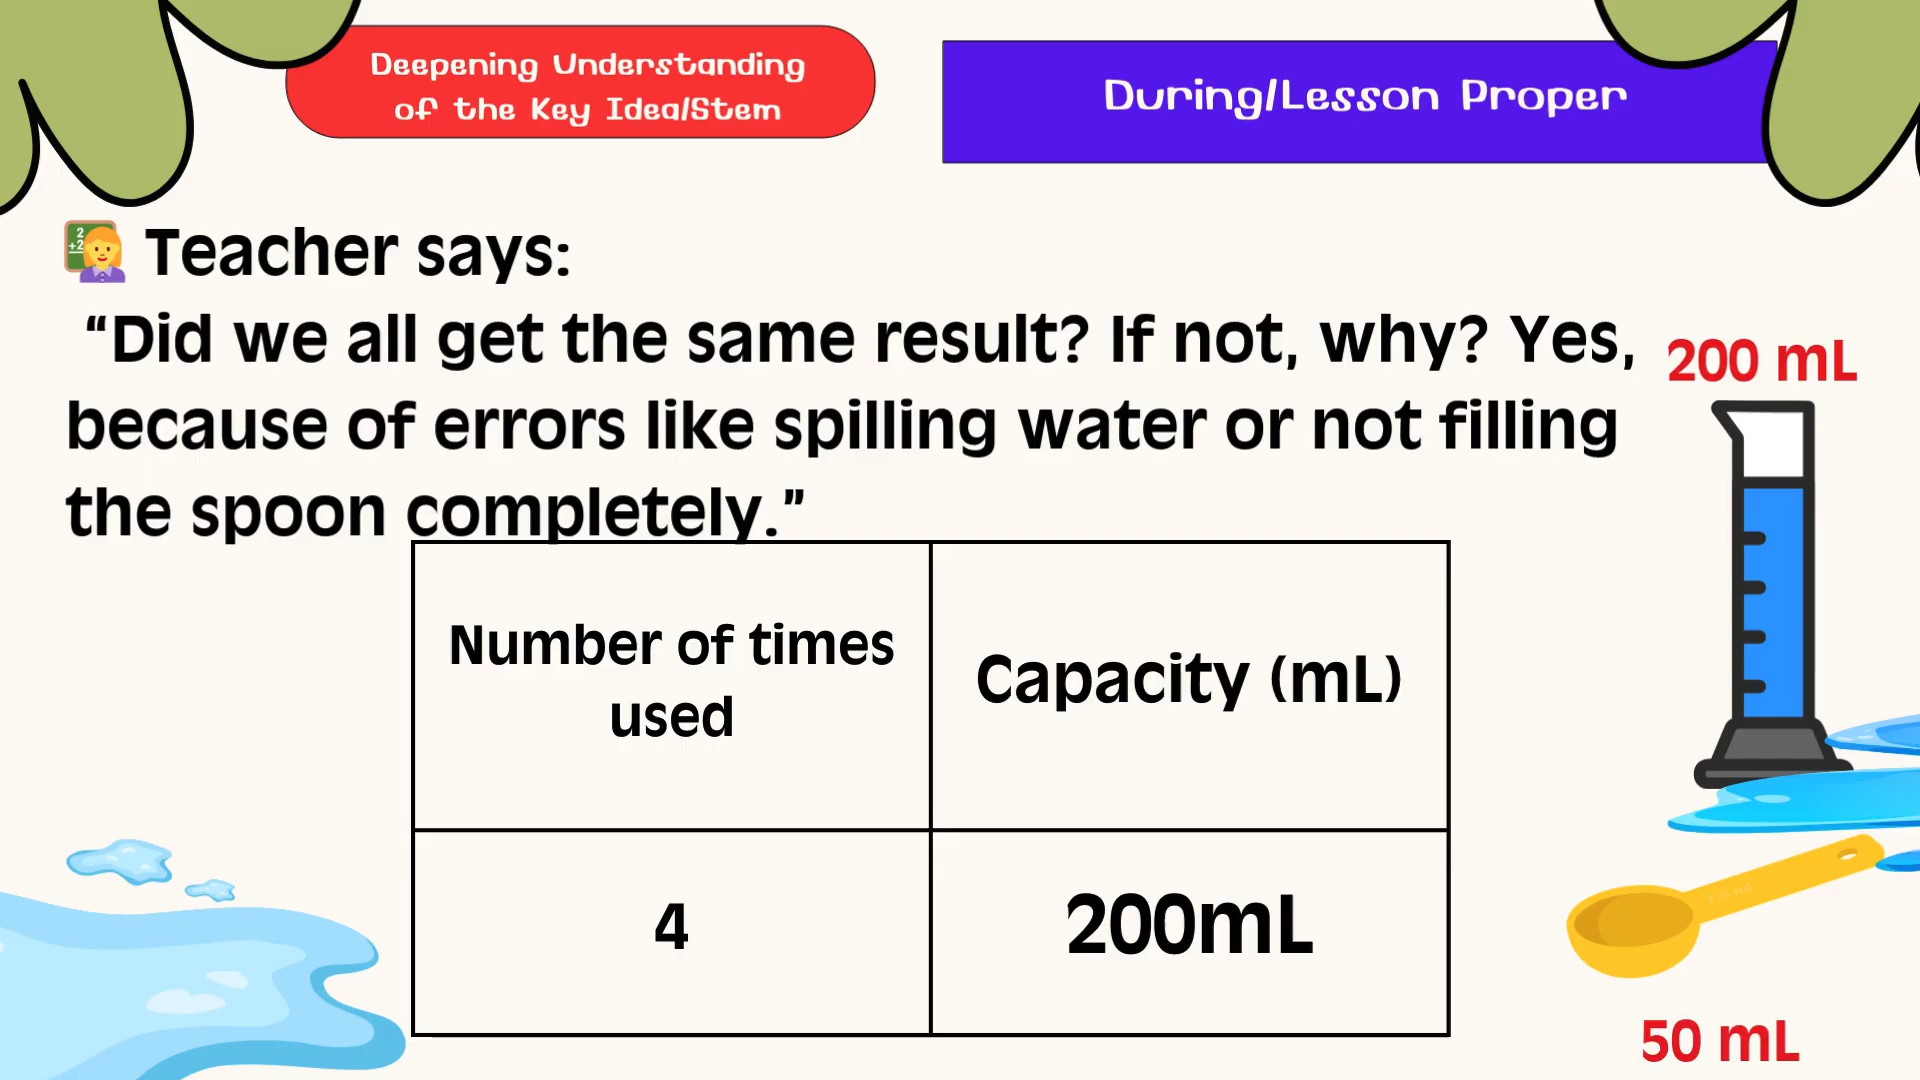 Deepening Understanding
of the Key Idea/Stem
During/Lesson Proper
Teacher says:
“Did we all get the same result? If not, why? Yes,
because of errors like spilling water or not filling
the spoon completely.”
200 mL
Number of times
used
Capacity (mL)
4
200mL
50 mL